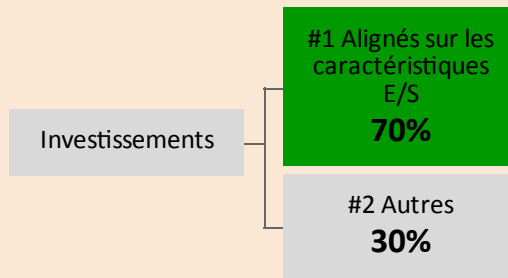 #1 Alignés sur les
caractéristiques
E/S
70%
Investissements
#2 Autres
30%